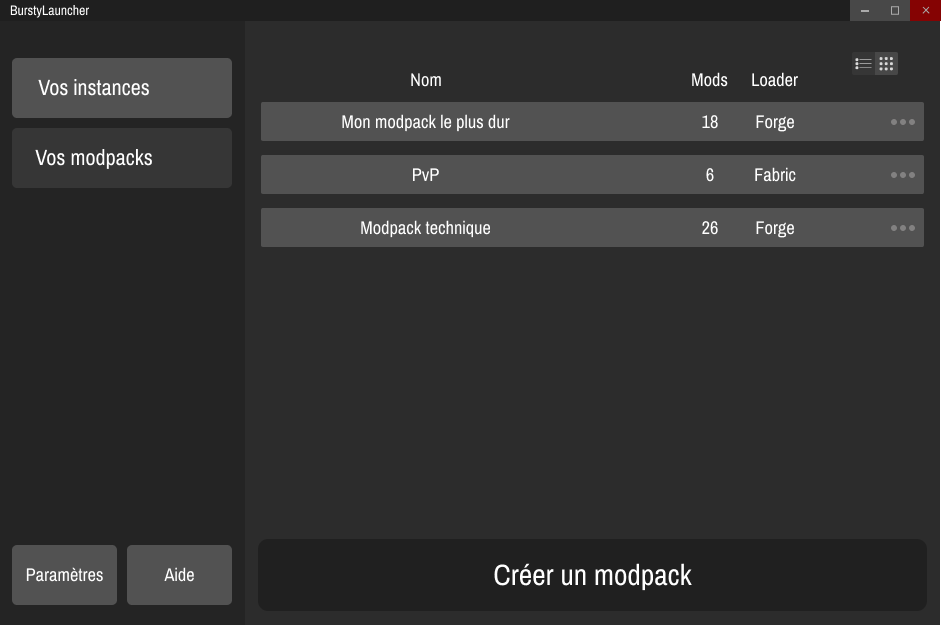 BurstyLauncher
Vos instances
Vos modpacks
Nom Mods Loader
Mon modpack le plus dur 18 Forge
PvP 6 Fabric
Modpack technique 26 Forge
Paramètres Aide
Créer un modpack